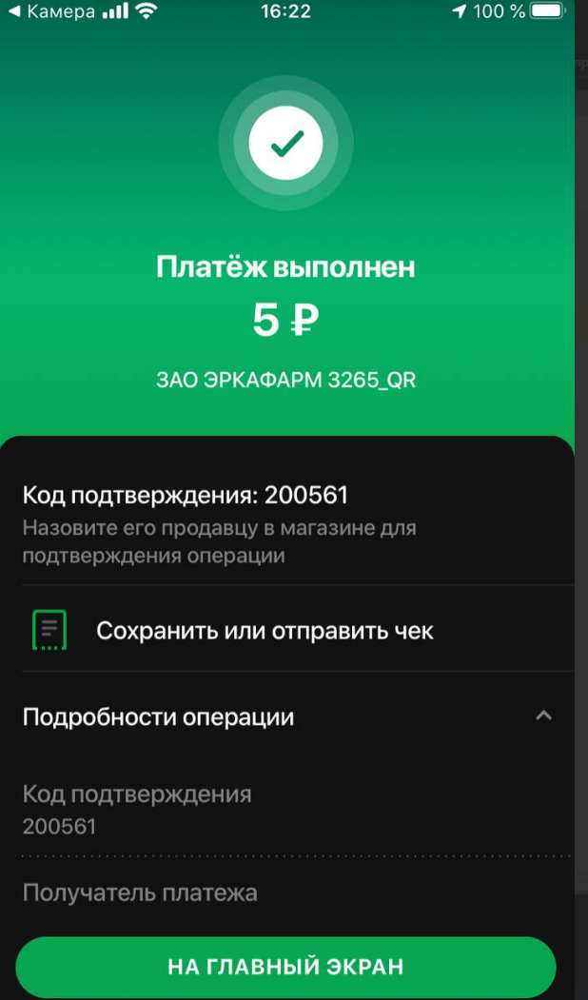 ◀ Камера 16:22 100 %
Платёж выполнен
5 ₽
ЗАО ЭРКАФАРМ 3265_QR
Код подтверждения: 200561
Назовите его продавцу в магазине для
подтверждения операции
Сохранить или отправить чек
Подробности операции
Код подтверждения
200561
Получатель платежа
НА ГЛАВНЫЙ ЭКРАН